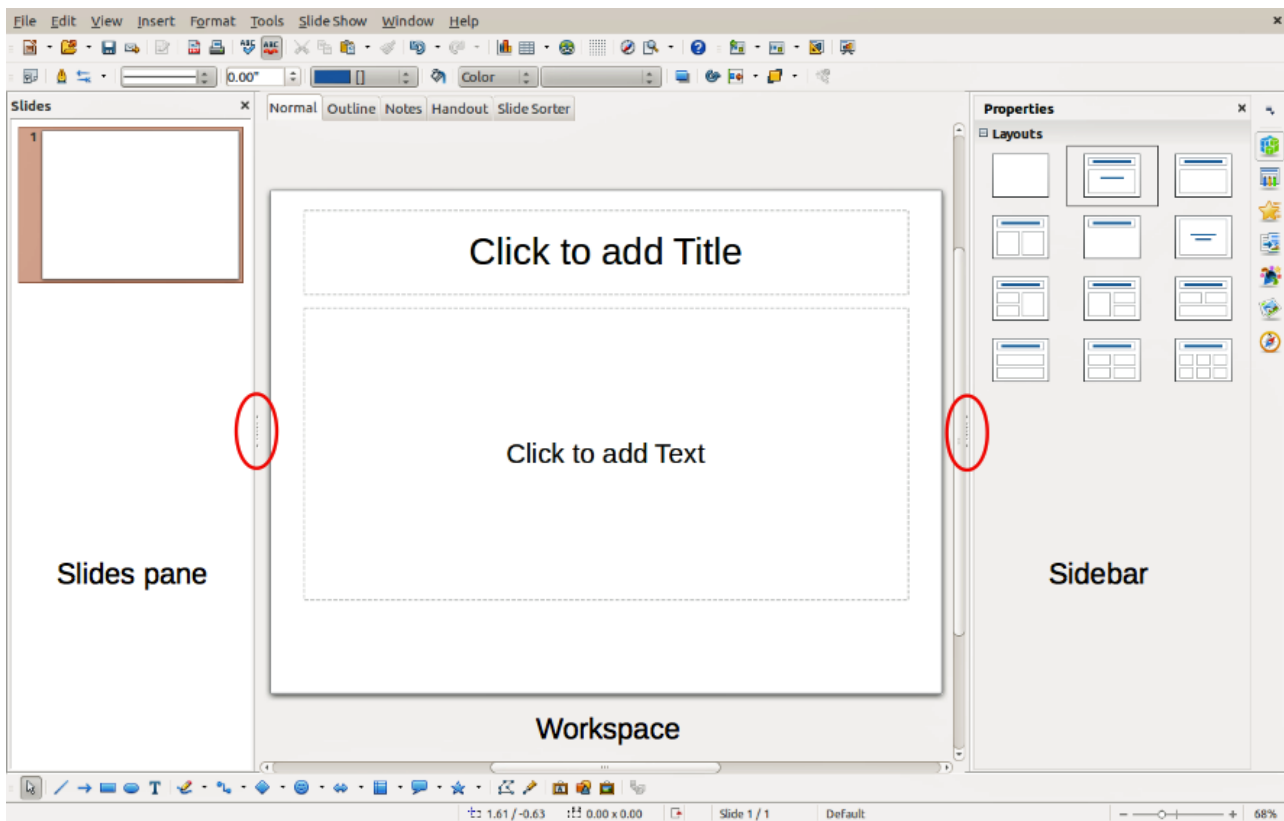 File Edit View Insert Format Tools Slide Show Window Help
ABC ABC
0.00" [] Color
Slides
Normal Outline Notes Handout Slide Sorter
Properties
Layouts
1
Click to add Title
Click to add Text
Slides pane
Sidebar
Workspace
T
1.61 / -0.63 0.00 x 0.00 Slide 1 / 1 Default 68%